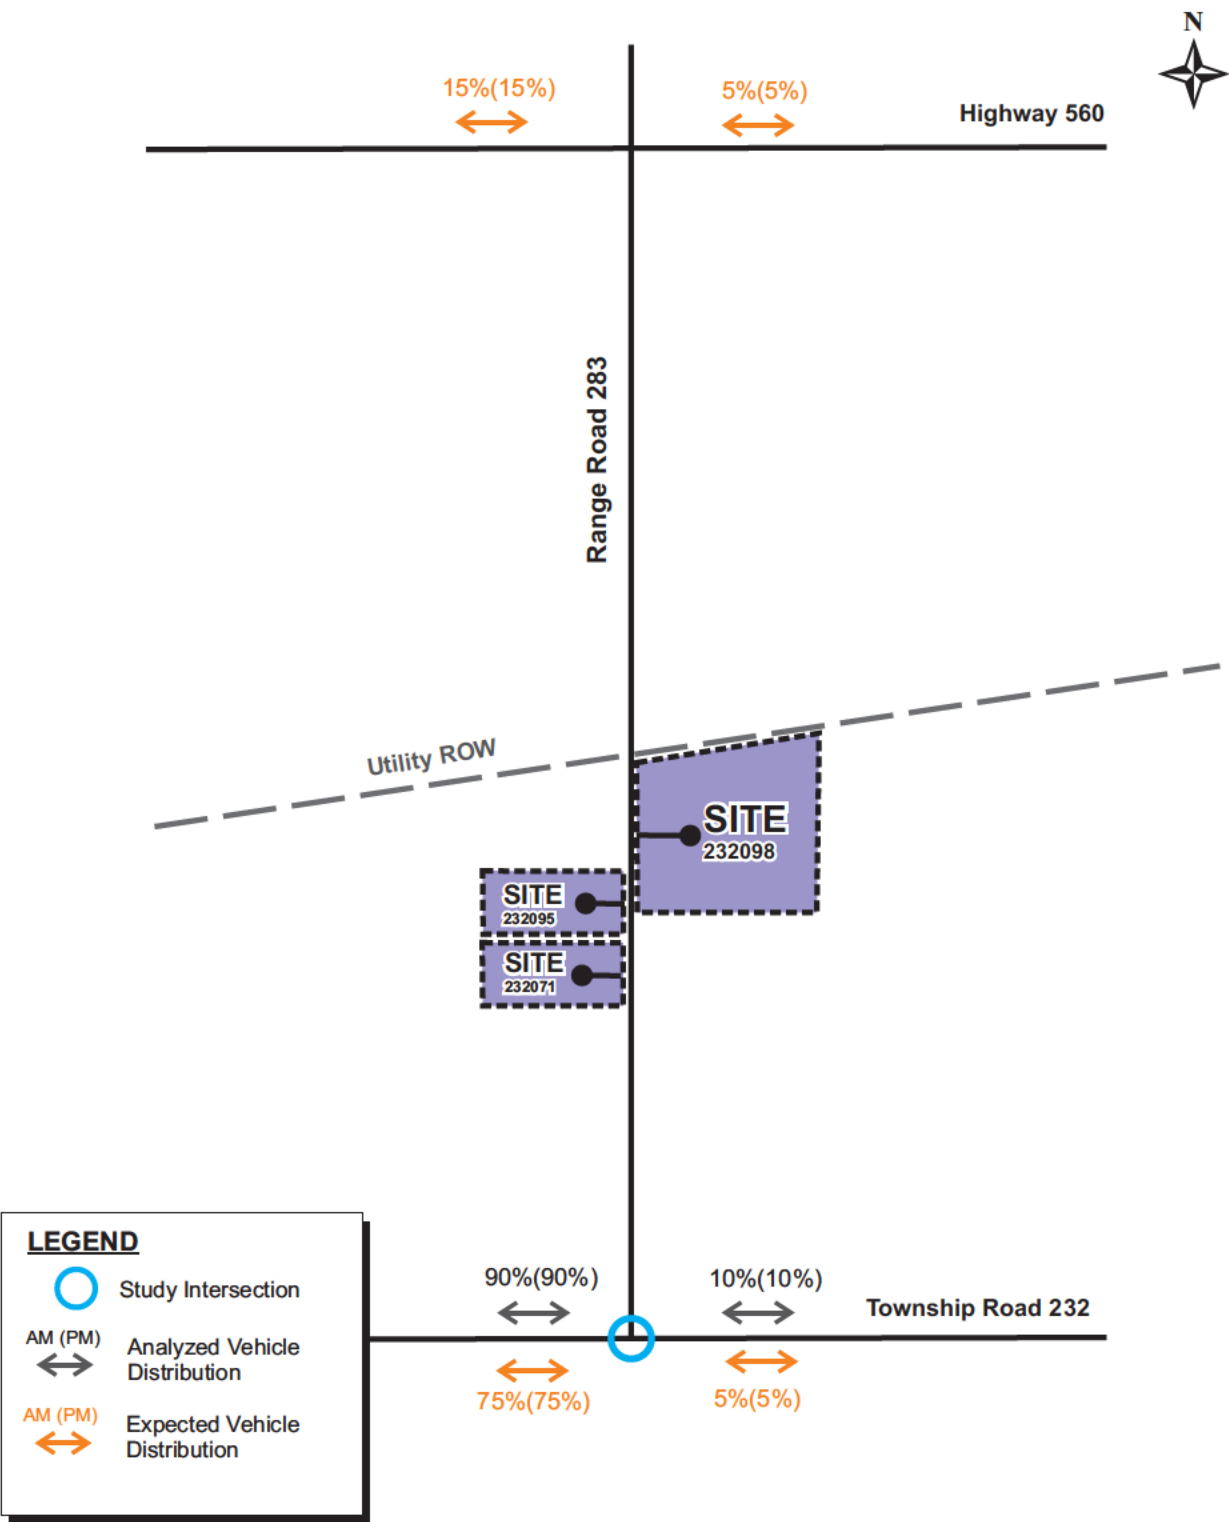 N
15%(15%)
5%(5%)
Highway 560
Range Road 283
Utility ROW
SITE
232098
SITE
232095
SITE
232071
LEGEND
Study Intersection
AM (PM)
Analyzed Vehicle
Distribution
AM (PM)
Expected Vehicle
Distribution
90%(90%)
10%(10%)
Township Road 232
75%(75%)
5%(5%)